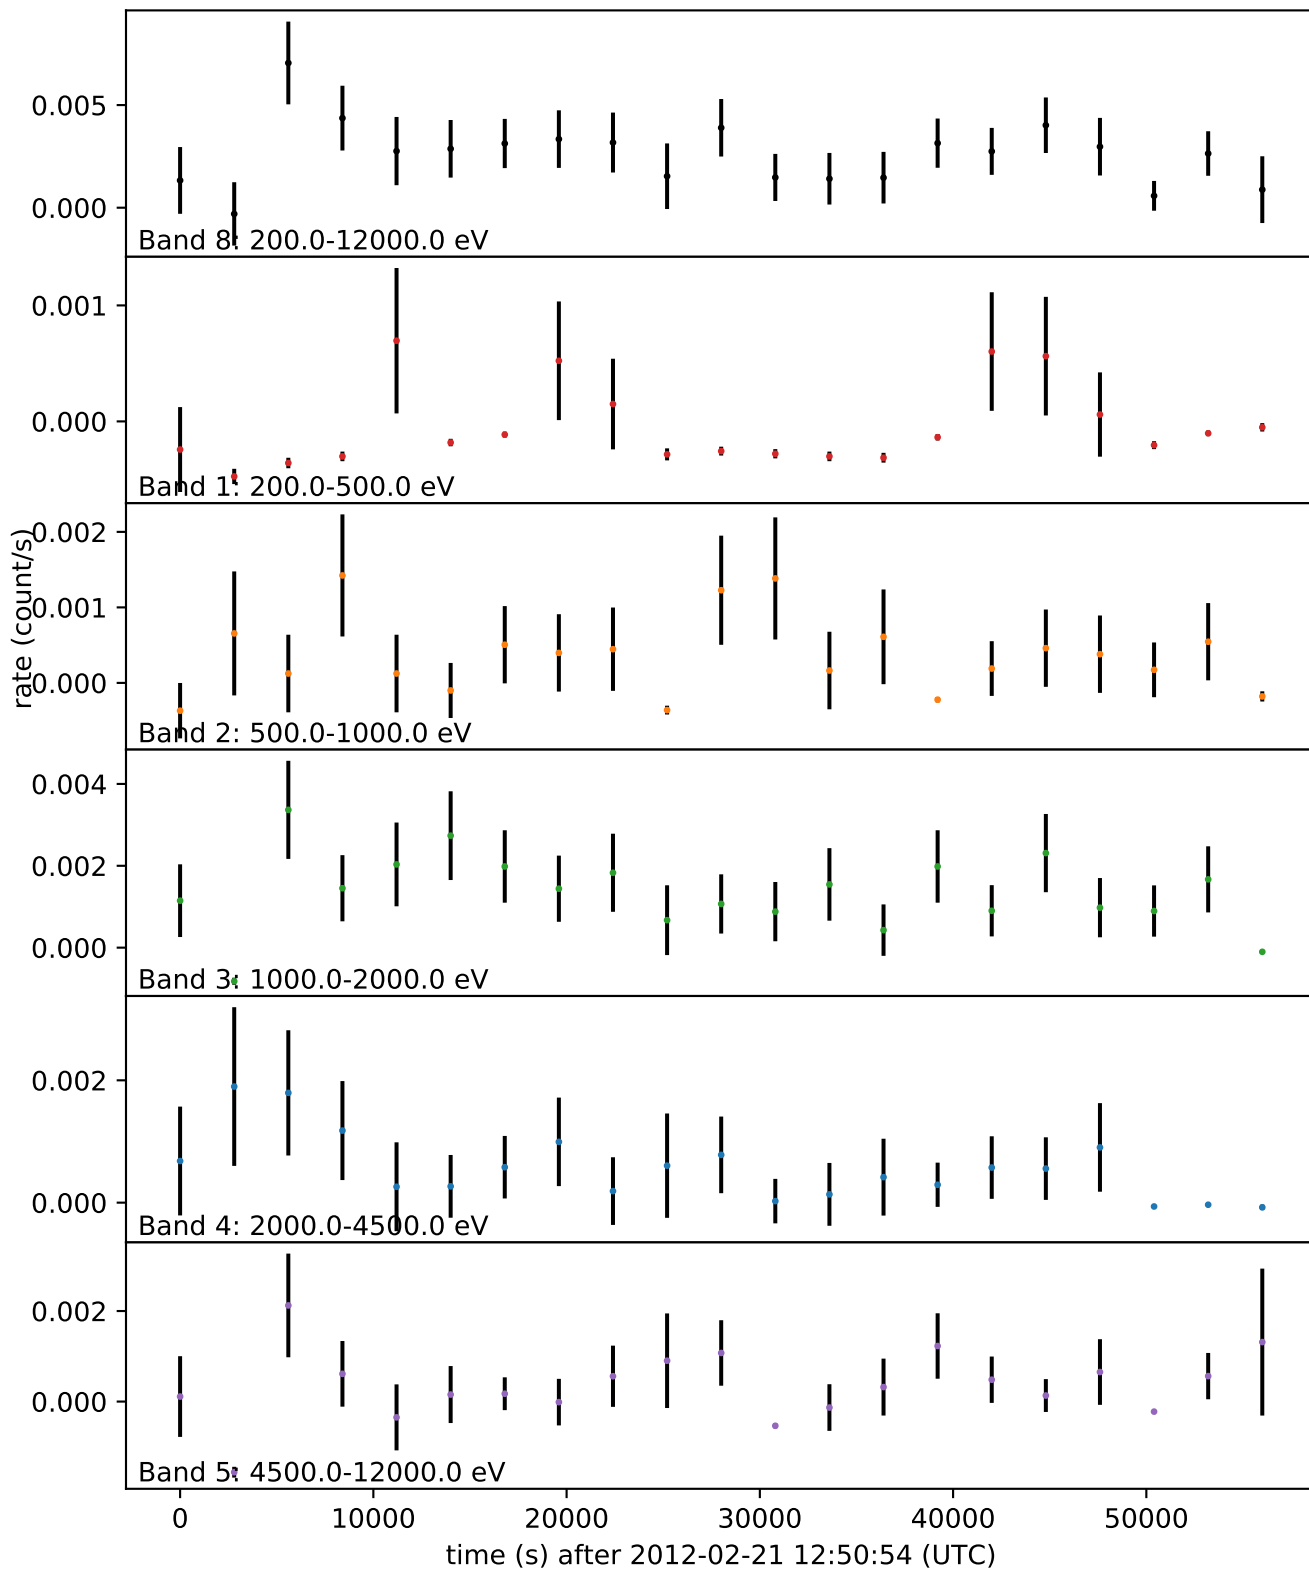 0.005
0.000
Band 8: 200.0-12000.0 eV
0.001
0.000
Band 1: 200.0-500.0 eV
rate (count/s)
0.002
0.001
0.000
Band 2: 500.0-1000.0 eV
0.004
0.002
0.000
Band 3: 1000.0-2000.0 eV
0.002
0.000
Band 4: 2000.0-4500.0 eV
0.002
0.000
Band 5: 4500.0-12000.0 eV
0 10000 20000 30000 40000 50000
time (s) after 2012-02-21 12:50:54 (UTC)